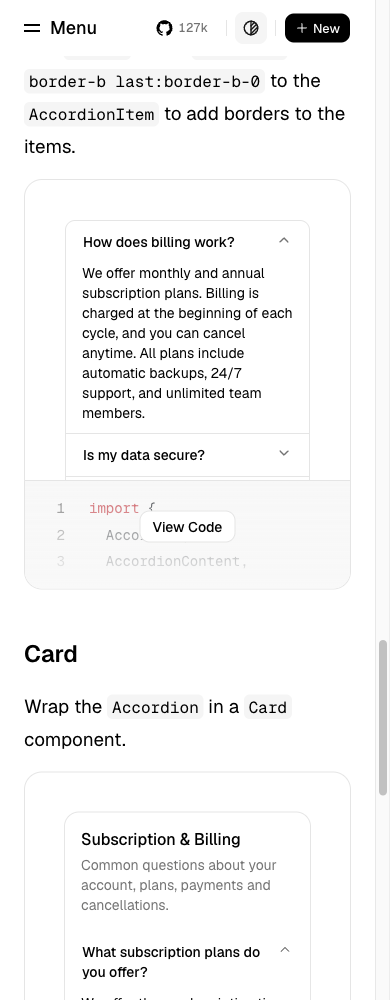 Menu
127k
New
border-b last:border-b-0 to the
AccordionItem to add borders to the
items.
How does billing work?
We offer monthly and annual
subscription plans. Billing is
charged at the beginning of each
cycle, and you can cancel
anytime. All plans include
automatic backups, 24/7
support, and unlimited team
members.
Is my data secure?
1 import {
View Code
2 Acco
3 AccordionContent,
Card
Wrap the Accordion in a Card
component.
Subscription & Billing
Common questions about your
account, plans, payments and
cancellations.
What subscription plans do
you offer?